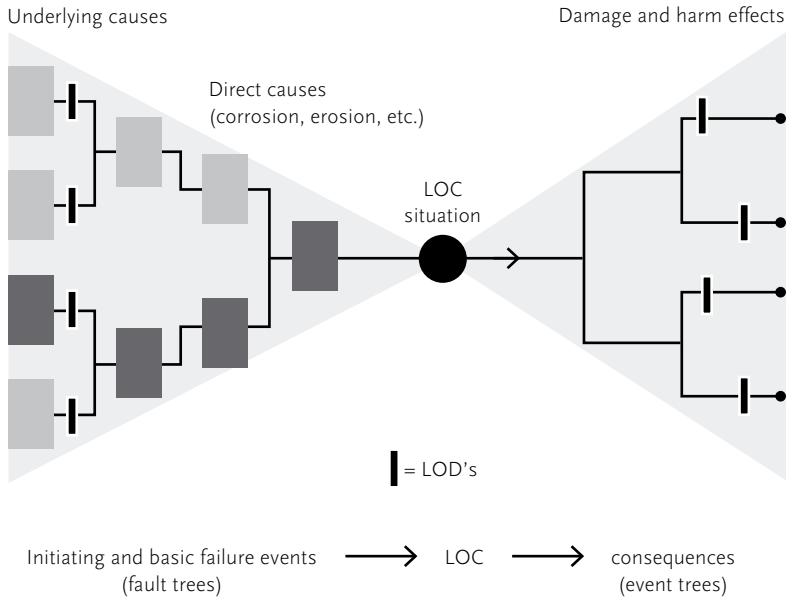 Underlying causes
Damage and harm effects
Direct causes
(corrosion, erosion, etc.)
LOC
situation
= LOD's
Initiating and basic failure events
(fault trees)
LOC
consequences
(event trees)